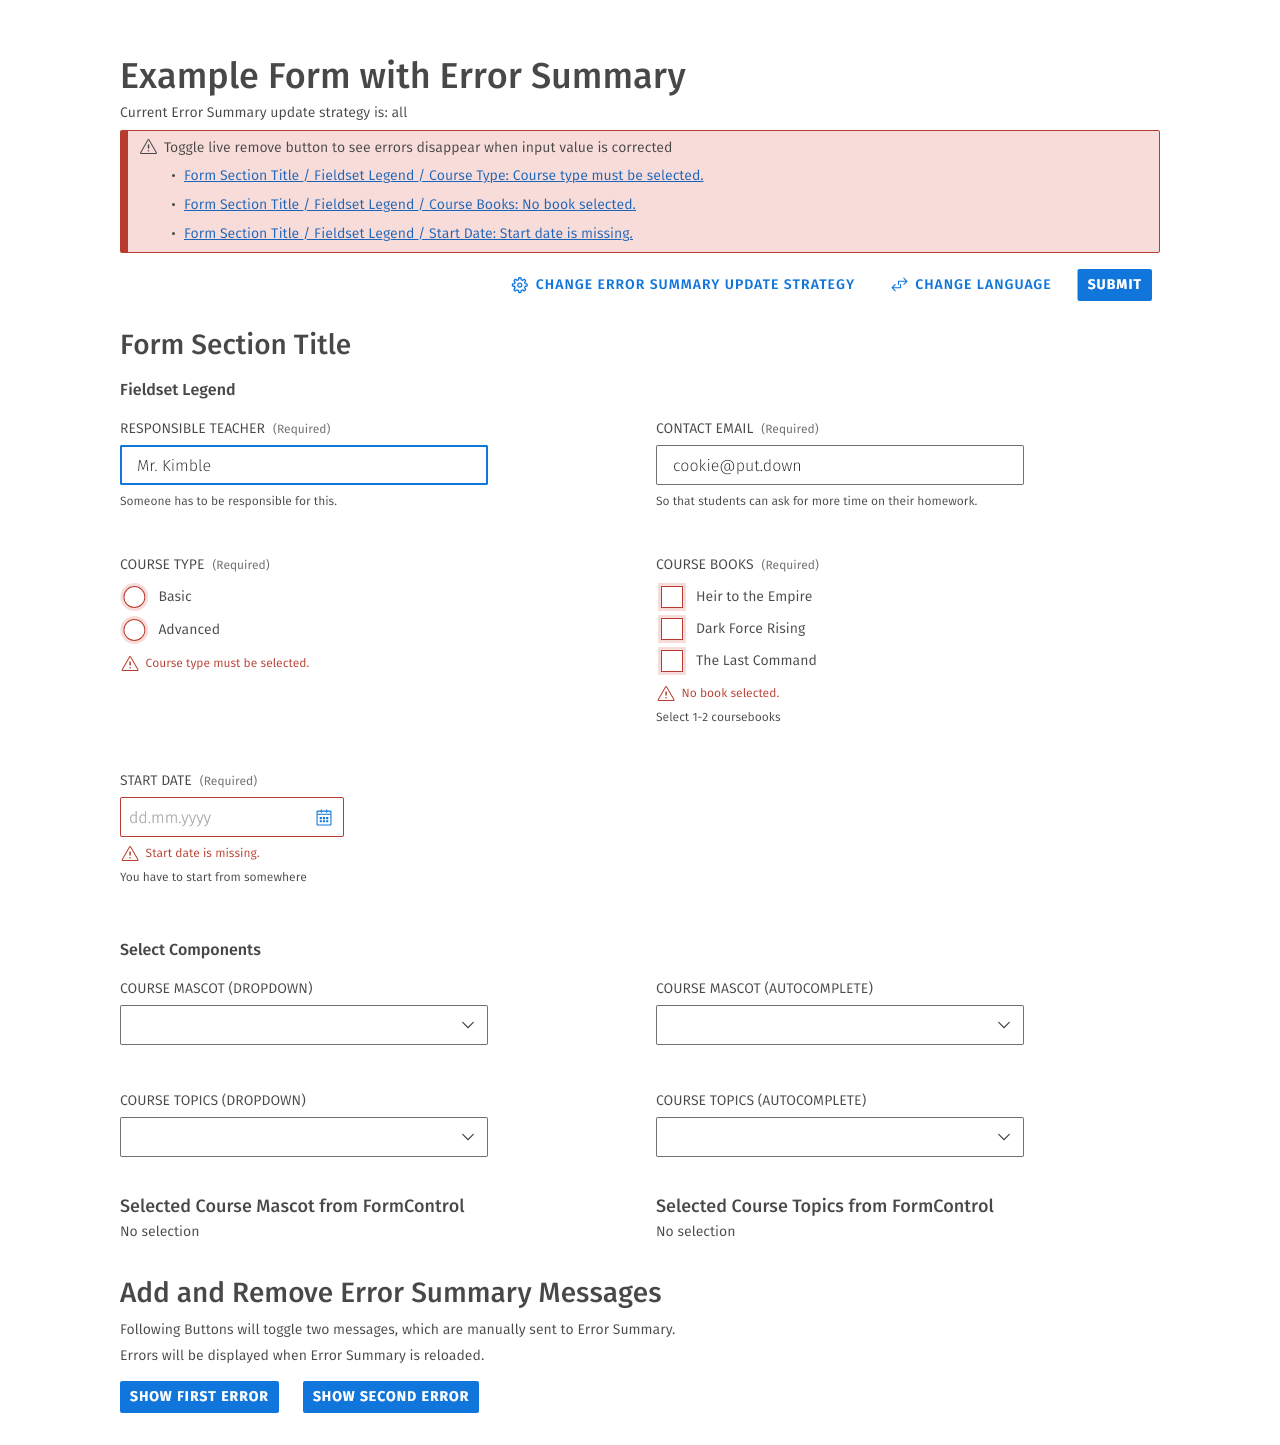 Example Form with Error Summary
Current Error Summary update strategy is: all
Toggle live remove button to see errors disappear when input value is corrected
• Form Section Title / Fieldset Legend / Course Type: Course type must be selected.
• Form Section Title / Fieldset Legend / Course Books: No book selected.
• Form Section Title / Fieldset Legend / Start Date: Start date is missing.
CHANGE ERROR SUMMARY UPDATE STRATEGY CHANGE LANGUAGE SUBMIT
Form Section Title
Fieldset Legend
RESPONSIBLE TEACHER (Required)
Mr. Kimble
Someone has to be responsible for this.
CONTACT EMAIL (Required)
cookie@put.down
So that students can ask for more time on their homework.
COURSE TYPE (Required)
Basic
Advanced
Course type must be selected.
COURSE BOOKS (Required)
Heir to the Empire
Dark Force Rising
The Last Command
No book selected.
Select 1-2 coursebooks
START DATE (Required)
dd.mm.yyyy
Start date is missing.
You have to start from somewhere
Select Components
COURSE MASCOT (DROPDOWN)
COURSE MASCOT (AUTOCOMPLETE)
COURSE TOPICS (DROPDOWN)
COURSE TOPICS (AUTOCOMPLETE)
Selected Course Mascot from FormControl
No selection
Selected Course Topics from FormControl
No selection
Add and Remove Error Summary Messages
Following Buttons will toggle two messages, which are manually sent to Error Summary.
Errors will be displayed when Error Summary is reloaded.
SHOW FIRST ERROR SHOW SECOND ERROR